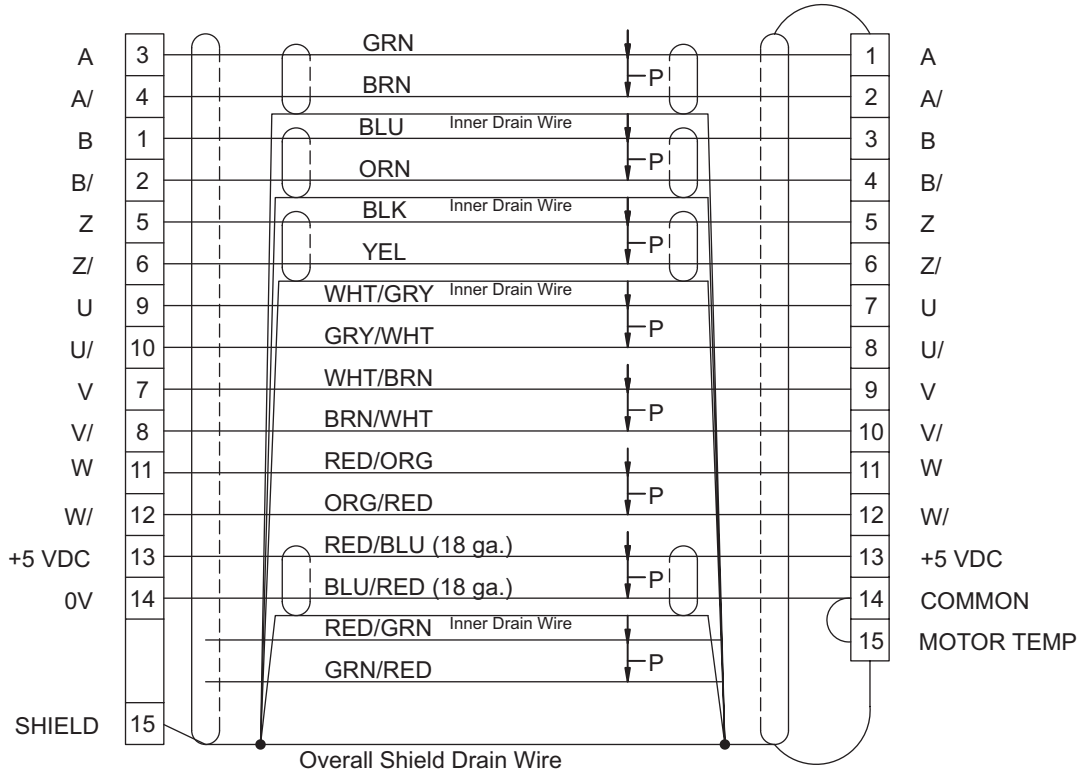 A 3 GRN 1 A
P
A/ 4 BRN 2 A/
B 1 BLU Inner Drain Wire 3 B
P
B/ 2 ORN 4 B/
Z 5 BLK Inner Drain Wire 5 Z
P
Z/ 6 YEL 6 Z/
U 9 WHT/GRY Inner Drain Wire 7 U
P
U/ 10 GRY/WHT 8 U/
V 7 WHT/BRN 9 V
P
V/ 8 BRN/WHT 10 V/
W 11 RED/ORG 11 W
P
W/ 12 ORG/RED 12 W/
+5 VDC 13 RED/BLU (18 ga.) 13 +5 VDC
P
0V 14 BLU/RED (18 ga.) 14 COMMON
RED/GRN Inner Drain Wire 15 MOTOR TEMP
P
GRN/RED
SHIELD 15
Overall Shield Drain Wire